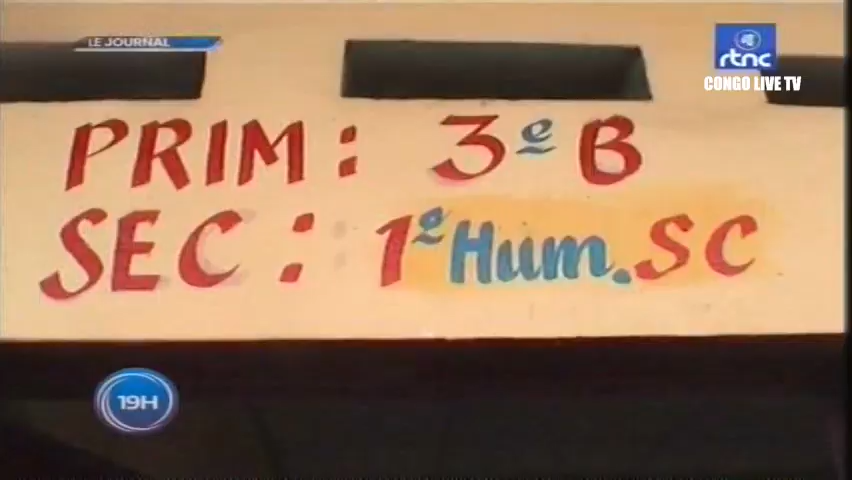 LE JOURNAL
rtnc
CONGO LIVE TV
PRIM: 3e B
SEC: 1e Hum. SC
19H